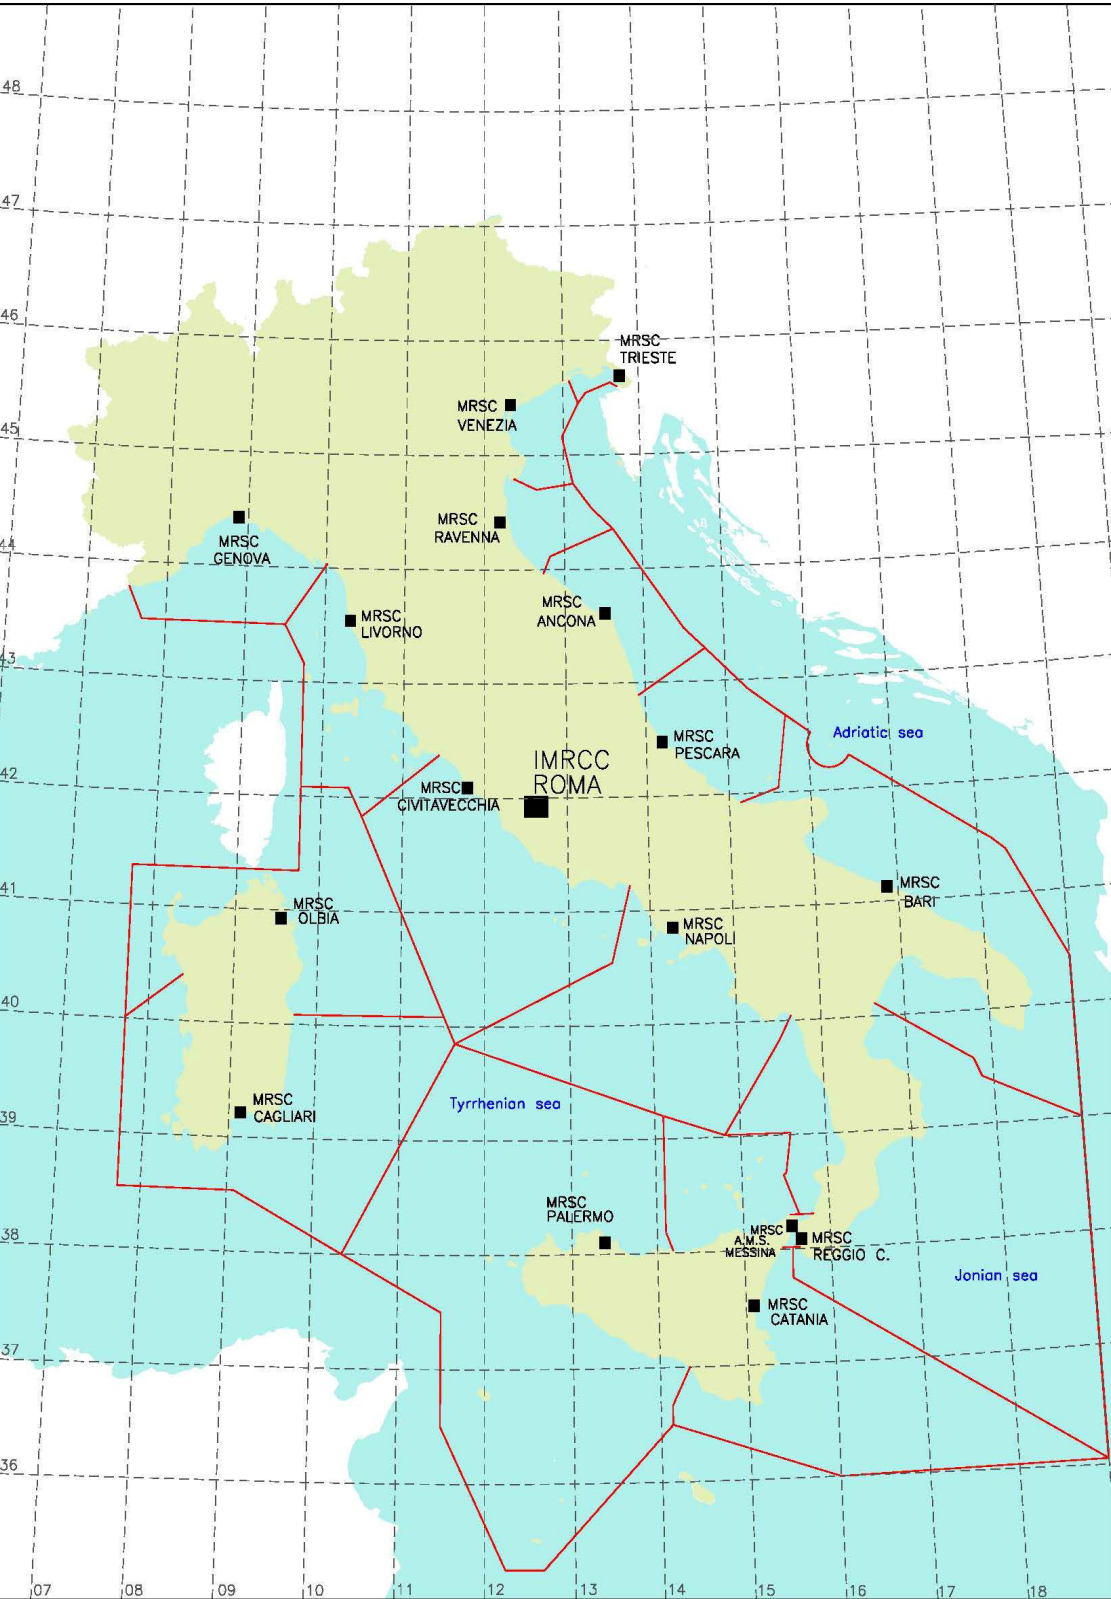 48
47
46
MRSC
TRIESTE
MRSC
VENEZIA
45
MRSC
RAVENNA
MRSC
GENOVA
44
MRSC
ANCONA
MRSC
LIVORNO
43
Adriatic sea
MRSC
PESCARA
IMRCC
ROMA
42
MRSC
CIVITAVECCHIA
MRSC
BARI
41
MRSC
OLBIA
MRSC
NAPOLI
40
MRSC
CAGLIARI
Tyrrhenian sea
39
MRSC
PALERMO
MRSC
A.M.S.
MESSINA
MRSC
REGGIO C.
38
Jonian sea
MRSC
CATANIA
37
36
07 08 09 10 11 12 13 14 15 16 17 18